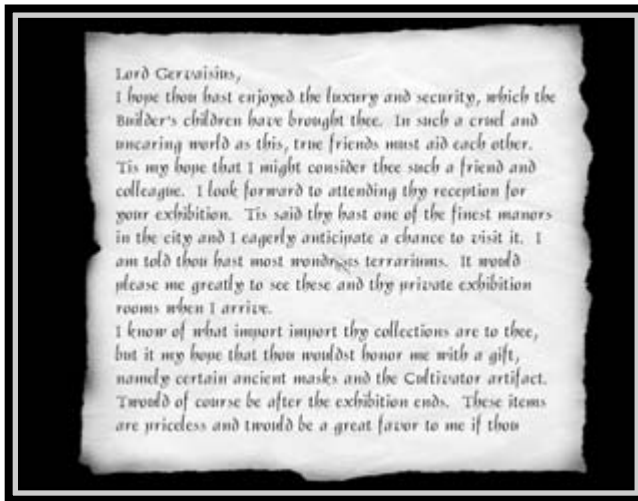 Lord Gervaisius,
I hope thou hast enjoyed the luxury and security, which the
Builder's children have brought thee. In such a cruel and
uncaring world as this, true friends must aid each other.
Tis my hope that I might consider thee such a friend and
colleague. I look forward to attending thy reception for
your exhibition. Tis said thy hast one of the finest manors
in the city and I eagerly anticipate a chance to visit it. I
am told thou hast most wondrous terrariums. It would
please me greatly to see these and thy private exhibition
rooms when I arrive.
I know of what import import thy collections are to thee,
but it my hope that thou wouldst honor me with a gift,
namely certain ancient masks and the Cultivator artifact.
Twould of course be after the exhibition ends. These items
are priceless and twould be a great favor to me if thou